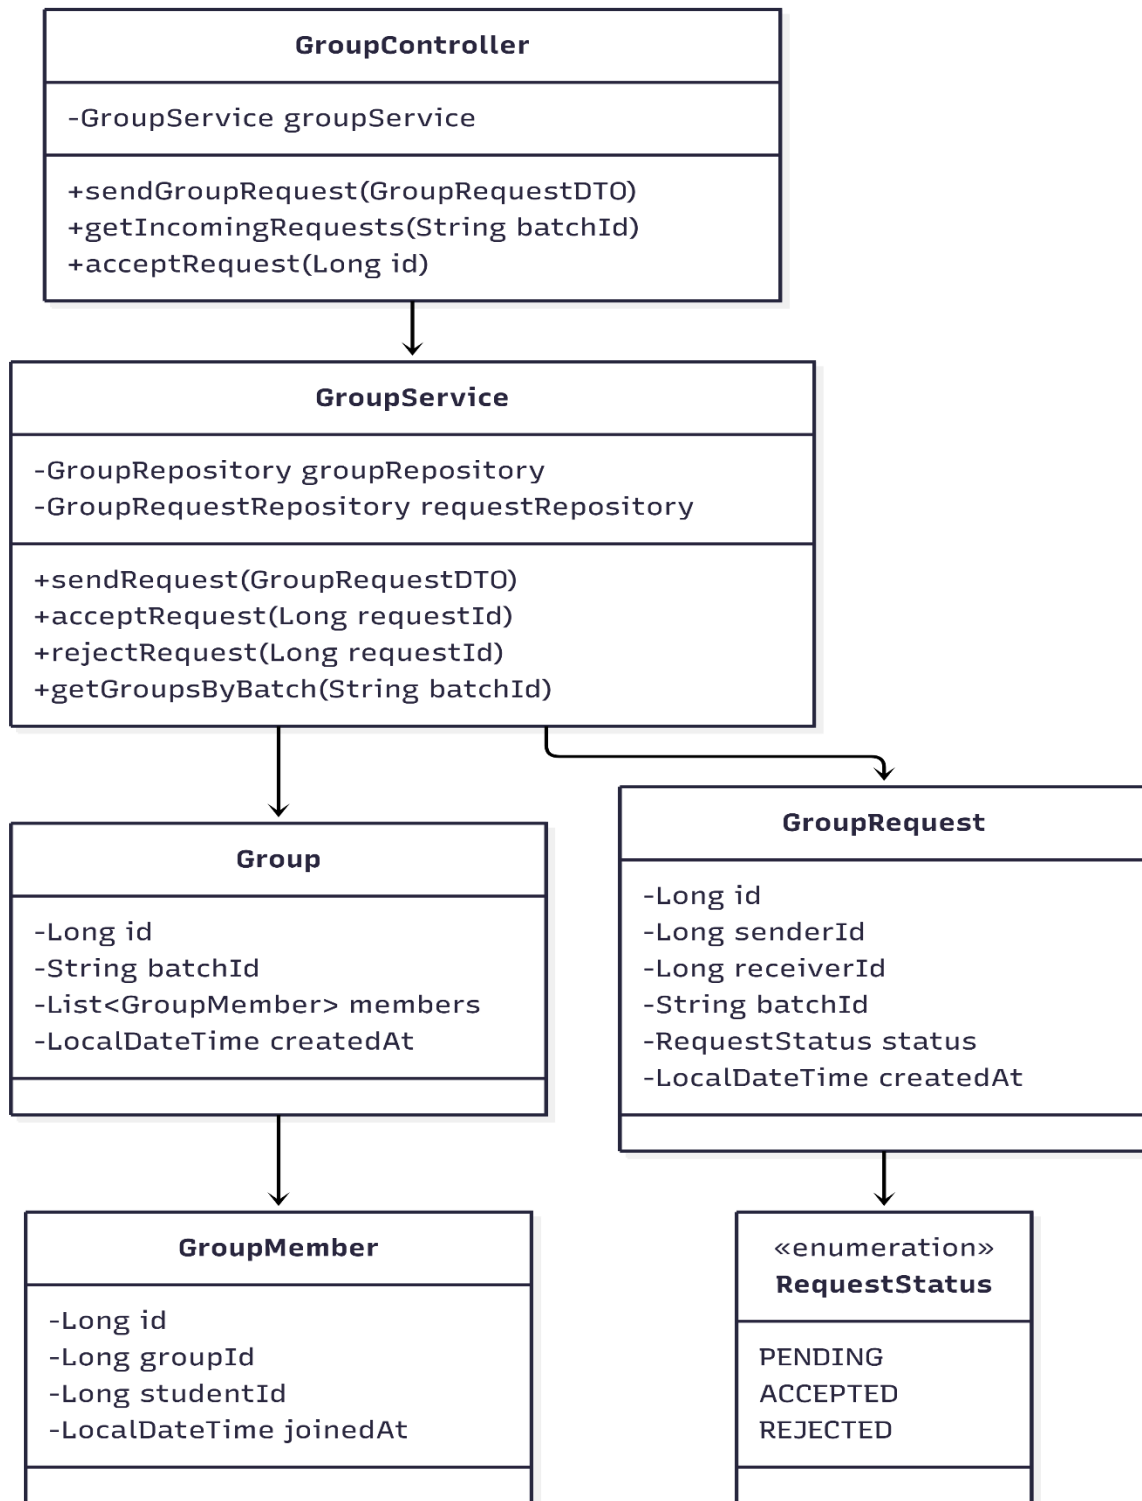 GroupController
-GroupService groupService
+sendGroupRequest(GroupRequestDTO)
+getIncomingRequests(String batchId)
+acceptRequest(Long id)
GroupService
-GroupRepository groupRepository
-GroupRequestRepository requestRepository
+sendRequest(GroupRequestDTO)
+acceptRequest(Long requestId)
+rejectRequest(Long requestId)
+getGroupsByBatch(String batchId)
Group
-Long id
-String batchId
-List<GroupMember> members
-LocalDateTime createdAt
GroupRequest
-Long id
-Long senderId
-Long receiverId
-String batchId
-RequestStatus status
-LocalDateTime createdAt
GroupMember
-Long id
-Long groupId
-Long studentId
-LocalDateTime joinedAt
«enumeration»
RequestStatus
PENDING
ACCEPTED
REJECTED